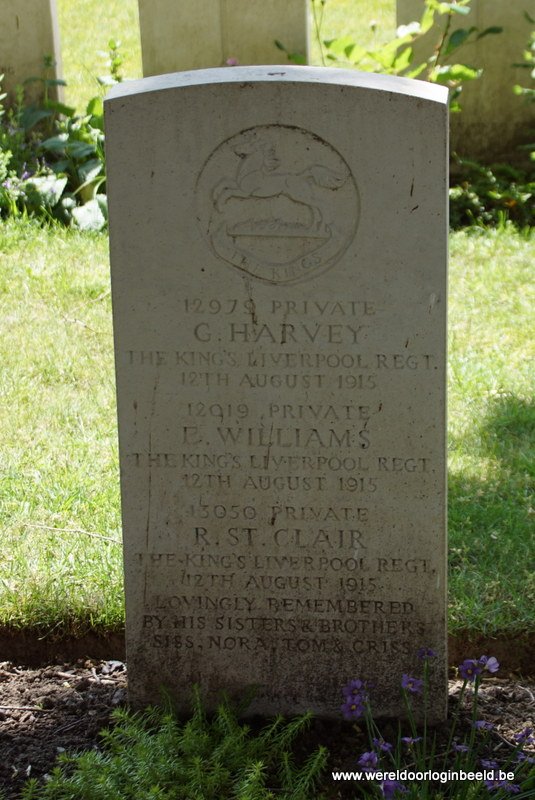 THE KINGS
12979 PRIVATE
G. HARVEY
THE KING'S LIVERPOOL REGT.
12TH AUGUST 1915
12019 PRIVATE
E. WILLIAMS
THE KING'S LIVERPOOL REGT.
12TH AUGUST 1915
13050 PRIVATE
R. ST. CLAIR
THE KING'S LIVERPOOL REGT.
12TH AUGUST 1915
LOVINGLY REMEMBERED
BY HIS SISTERS & BROTHERS
SISS, NORA, TOM & CRISS
www.wereldoorloginbeeld.be